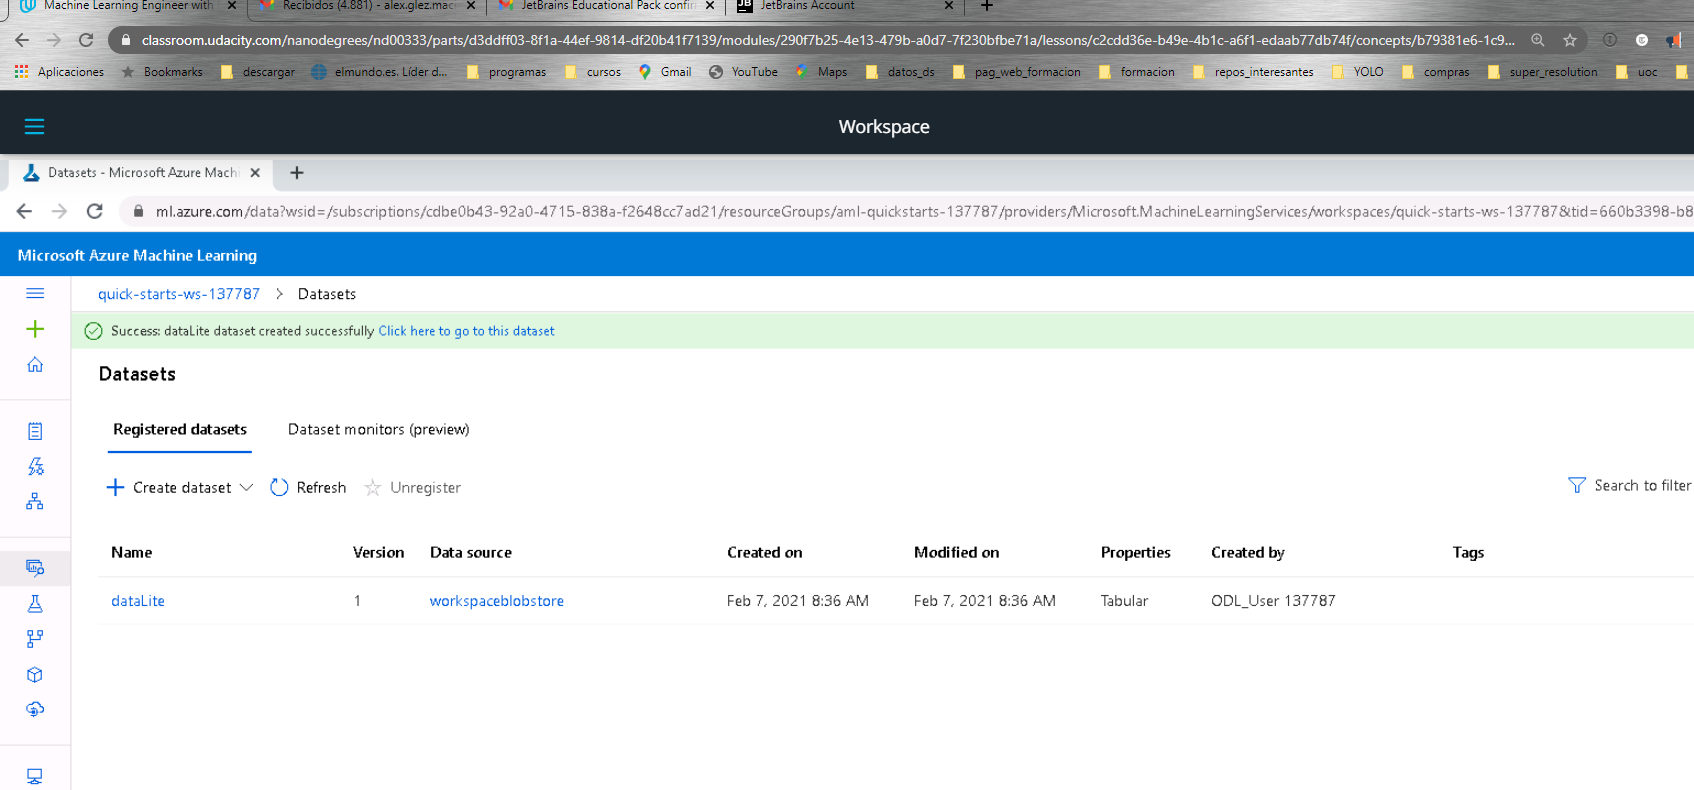 Machine Learning Engineer with
Recibidos (4.881) - alex.glez.mac
JetBrains Educational Pack confir
JetBrains Account
classroom.udacity.com/nanodegrees/nd00333/parts/d3ddff03-8f1a-44ef-9814-df20b41f7139/modules/290f7b25-4e13-479b-a0d7-7f230bfbe71a/lessons/c2cdd36e-b49e-4b1c-a6f1-edaab77db74f/concepts/b79381e6-1c9...
Aplicaciones Bookmarks descargar elmundo.es. Líder d... programas cursos Gmail YouTube Maps datos_ds pag_web_formacion formacion repos_interesantes YOLO compras super_resolution uoc
Workspace
Datasets - Microsoft Azure Machi
ml.azure.com/data?wsid=/subscriptions/cdbe0b43-92a0-4715-838a-f2648cc7ad21/resourceGroups/aml-quickstarts-137787/providers/Microsoft.MachineLearningServices/workspaces/quick-starts-ws-137787&tid=660b3398-b8
Microsoft Azure Machine Learning
quick-starts-ws-137787 > Datasets
Success: dataLite dataset created successfully Click here to go to this dataset
Datasets
Registered datasets Dataset monitors (preview)
Create dataset Refresh Unregister Search to filter
Name Version Data source Created on Modified on Properties Created by Tags
dataLite 1 workspaceblobstore Feb 7, 2021 8:36 AM Feb 7, 2021 8:36 AM Tabular ODL_User 137787